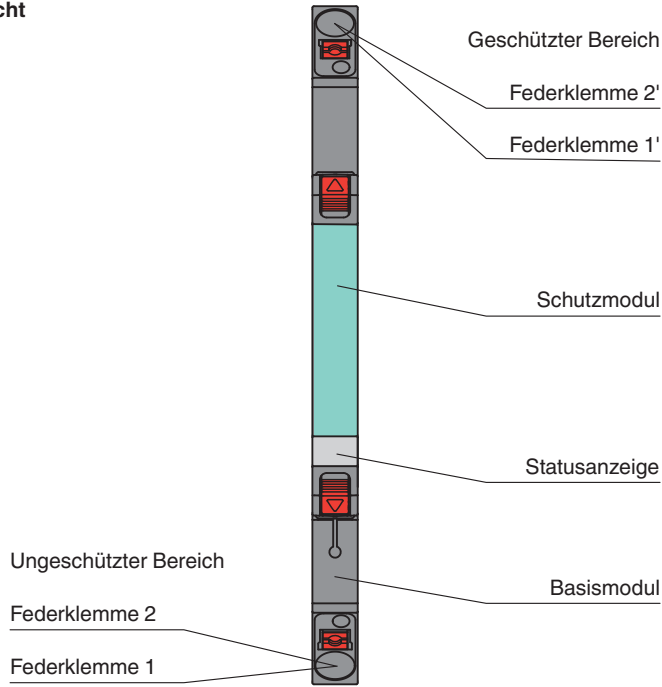 cht
Geschützter Bereich
Federklemme 2'
Federklemme 1'
Schutzmodul
Statusanzeige
Basismodul
Ungeschützter Bereich
Federklemme 2
Federklemme 1